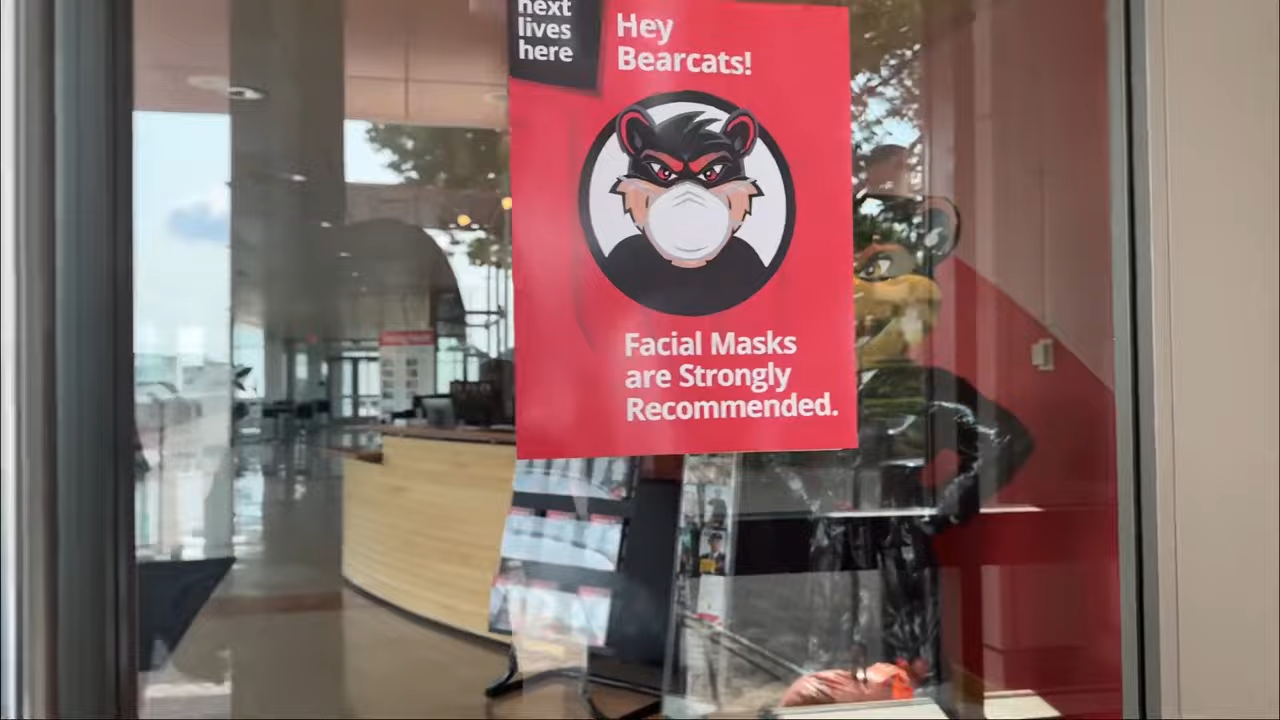 next
lives
here
Hey
Bearcats!
Facial Masks
are Strongly
Recommended.